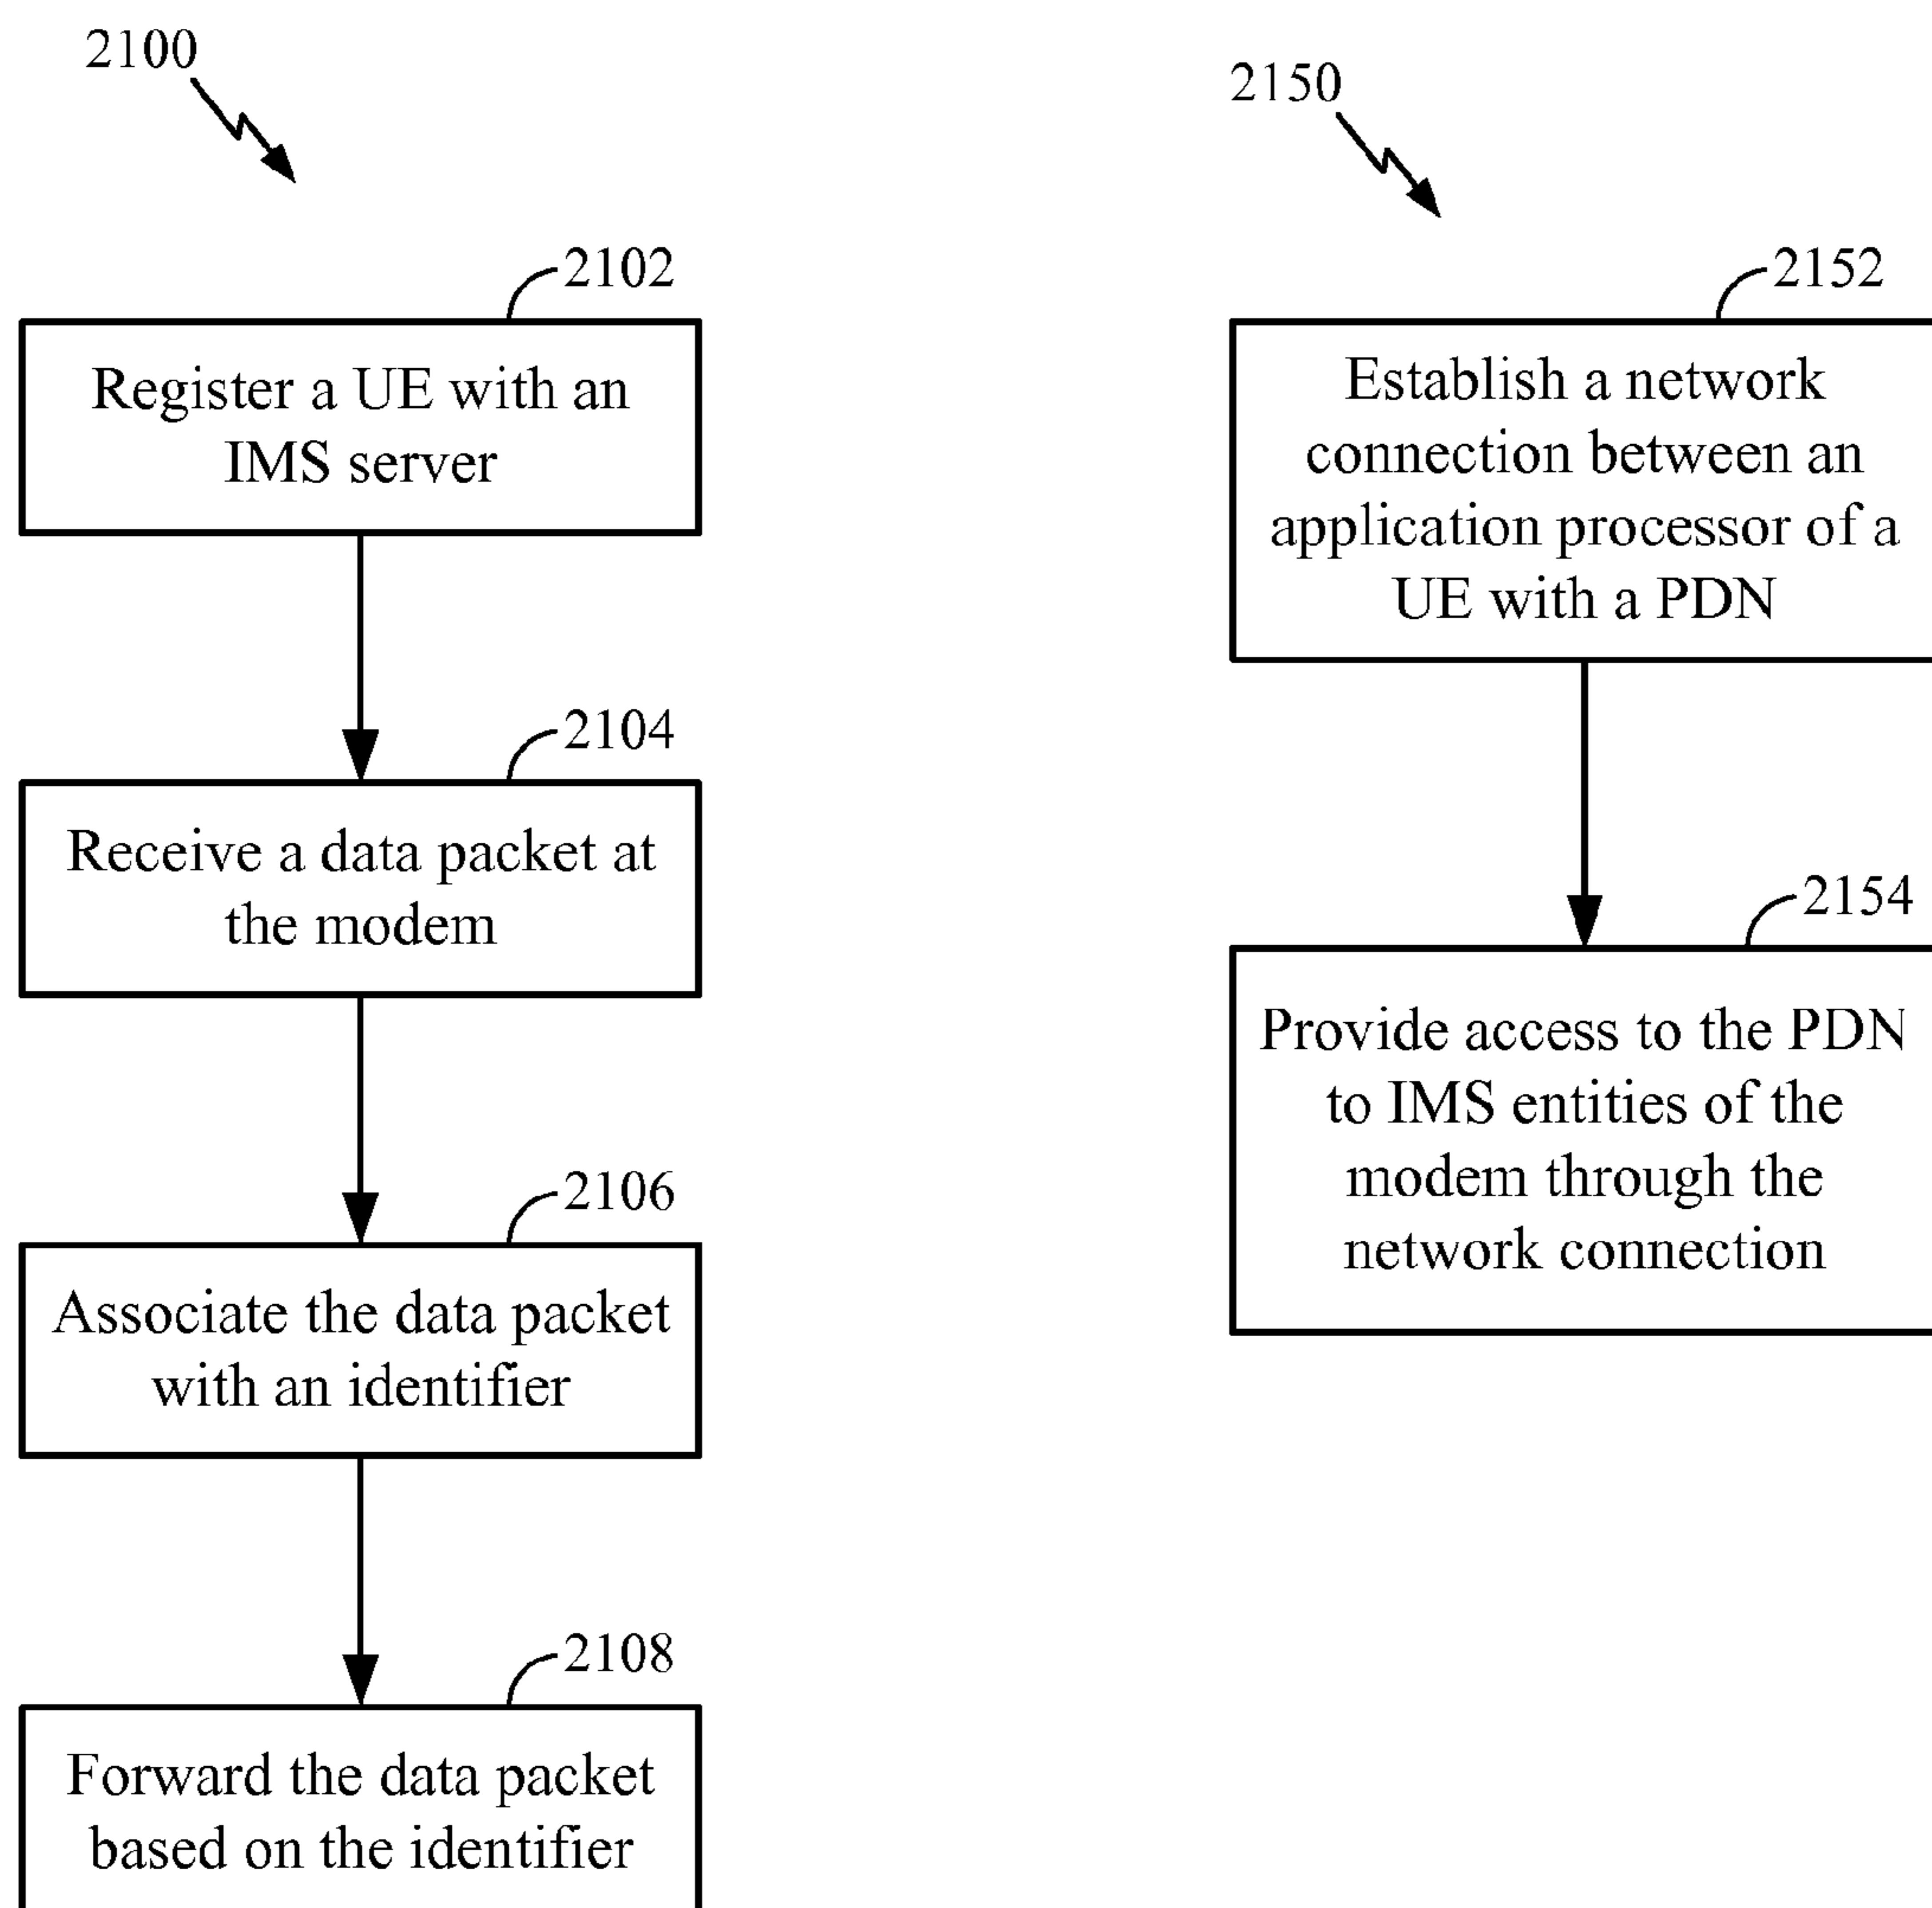 2100
2102
Register a UE with an
IMS server
2104
Receive a data packet at
the modem
2106
Associate the data packet
with an identifier
2108
Forward the data packet
based on the identifier
2150
2152
Establish a network
connection between an
application processor of a
UE with a PDN
2154
Provide access to the PDN
to IMS entities of the
modem through the
network connection